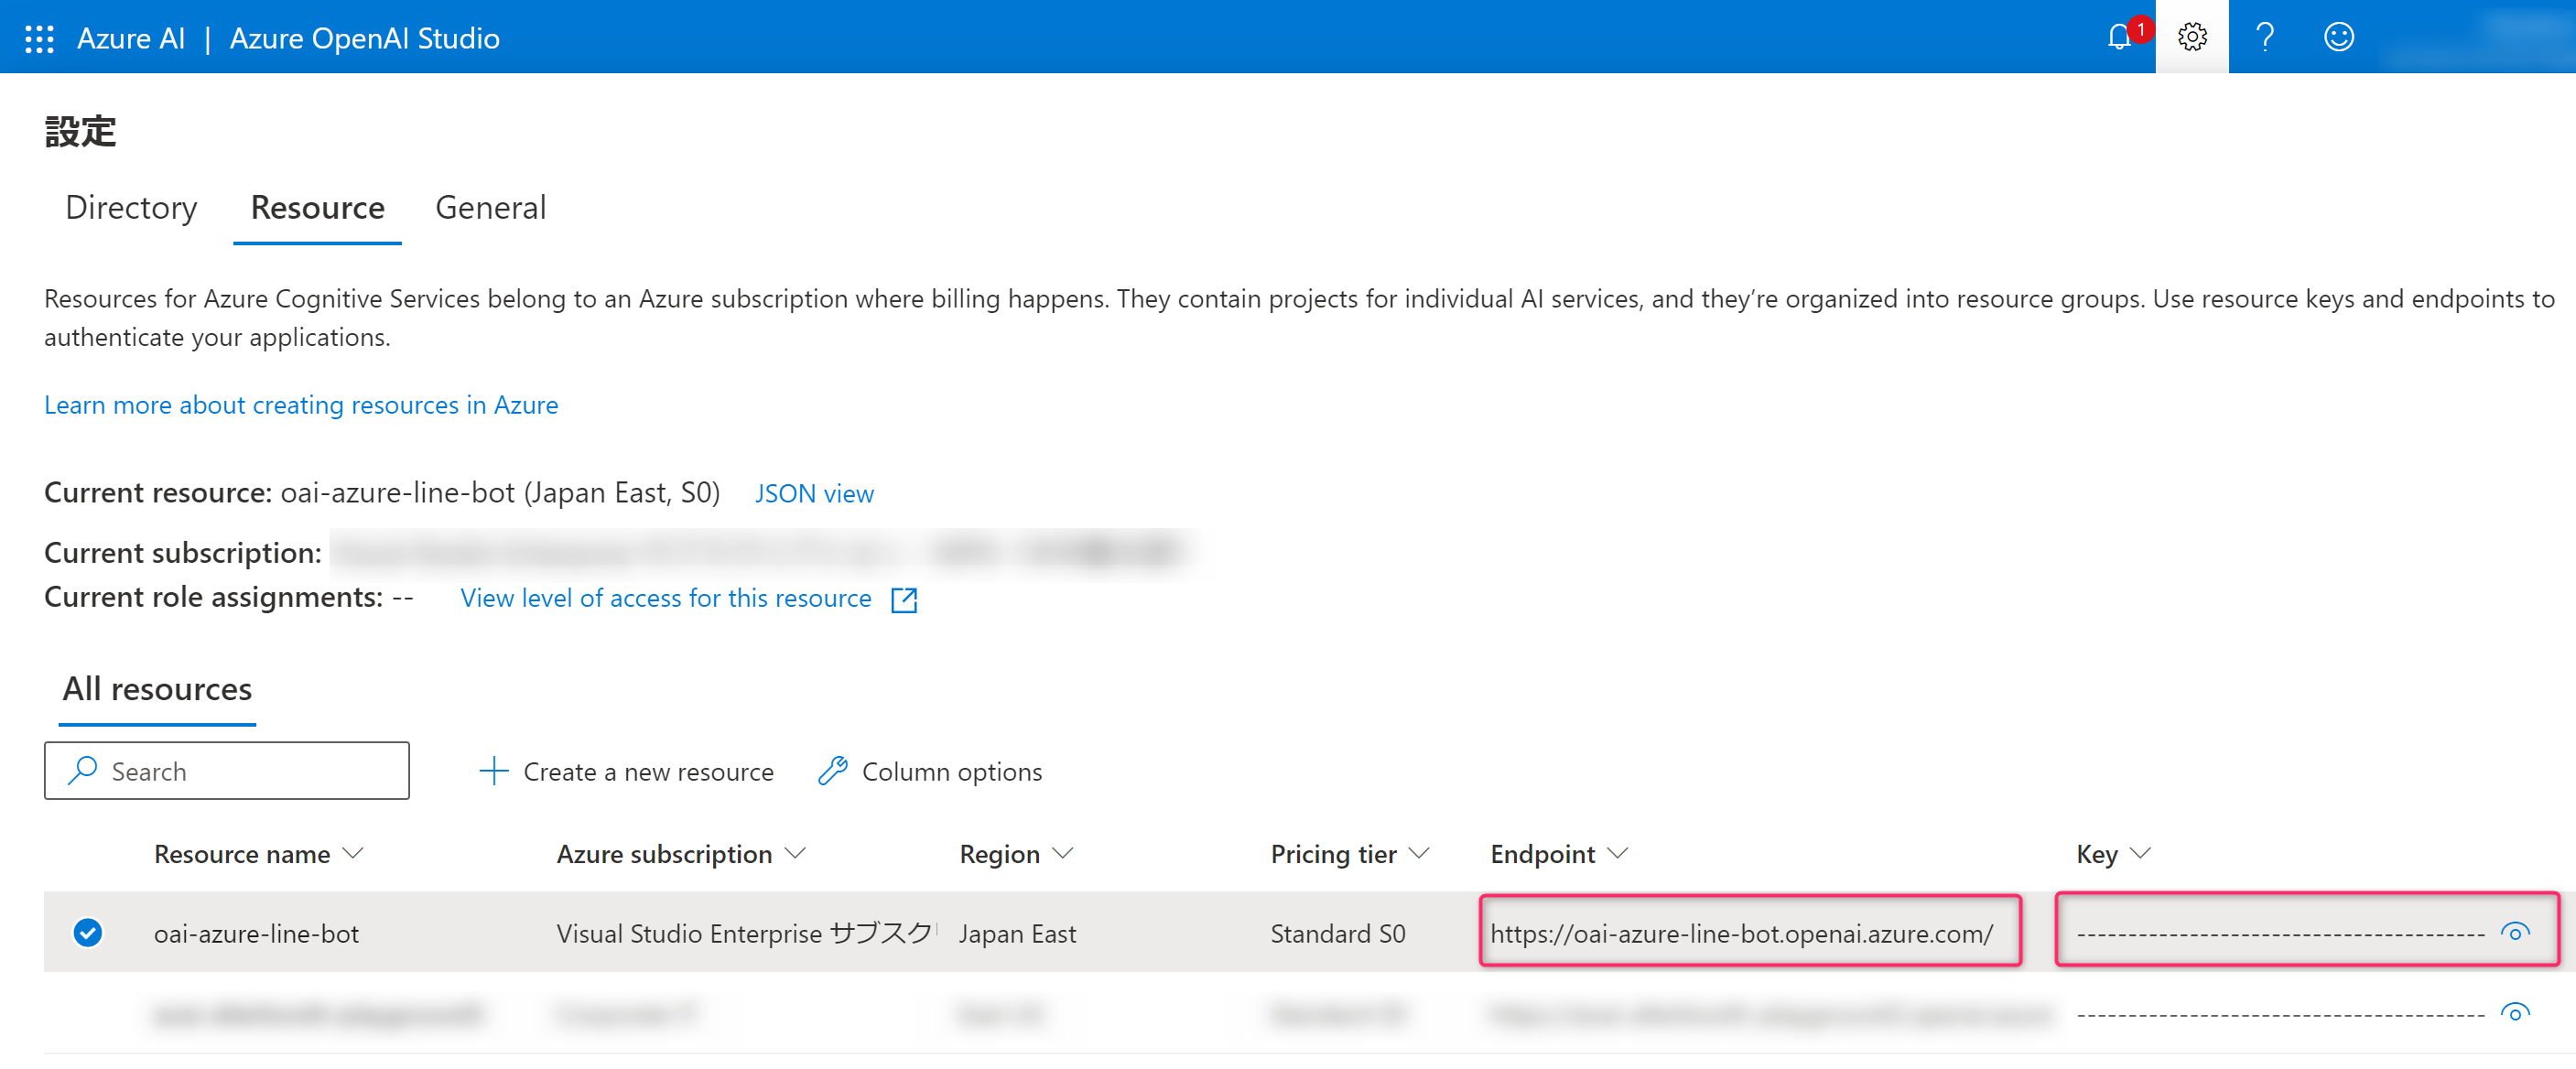 Azure AI | Azure OpenAI Studio 1
設定
Directory Resource General
Resources for Azure Cognitive Services belong to an Azure subscription where billing happens. They contain projects for individual AI services, and they’re organized into resource groups. Use resource keys and endpoints to
authenticate your applications.
Learn more about creating resources in Azure
Current resource: oai-azure-line-bot (Japan East, S0) JSON view
Current subscription:
Current role assignments: -- View level of access for this resource
All resources
Search Create a new resource Column options
Resource name Azure subscription Region Pricing tier Endpoint Key
oai-azure-line-bot Visual Studio Enterprise サブスク Japan East Standard S0 https://oai-azure-line-bot.openai.azure.com/ ----------------------------------------
----------------------------------------